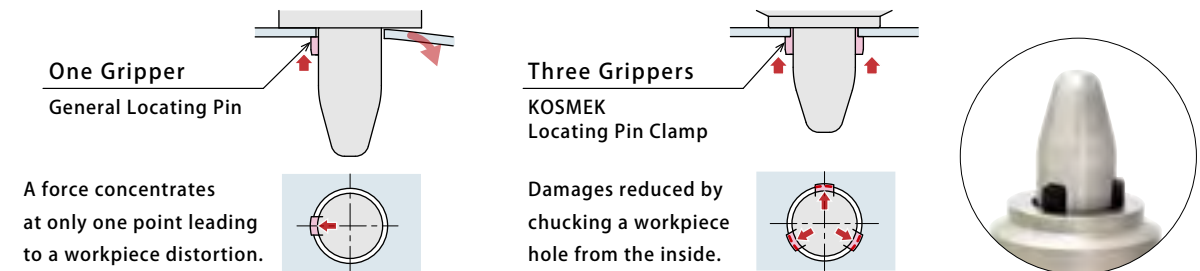 One Gripper
General Locating Pin
A force concentrates
at only one point leading
to a workpiece distortion.
Three Grippers
KOSMEK
Locating Pin Clamp
Damages reduced by
chucking a workpiece
hole from the inside.